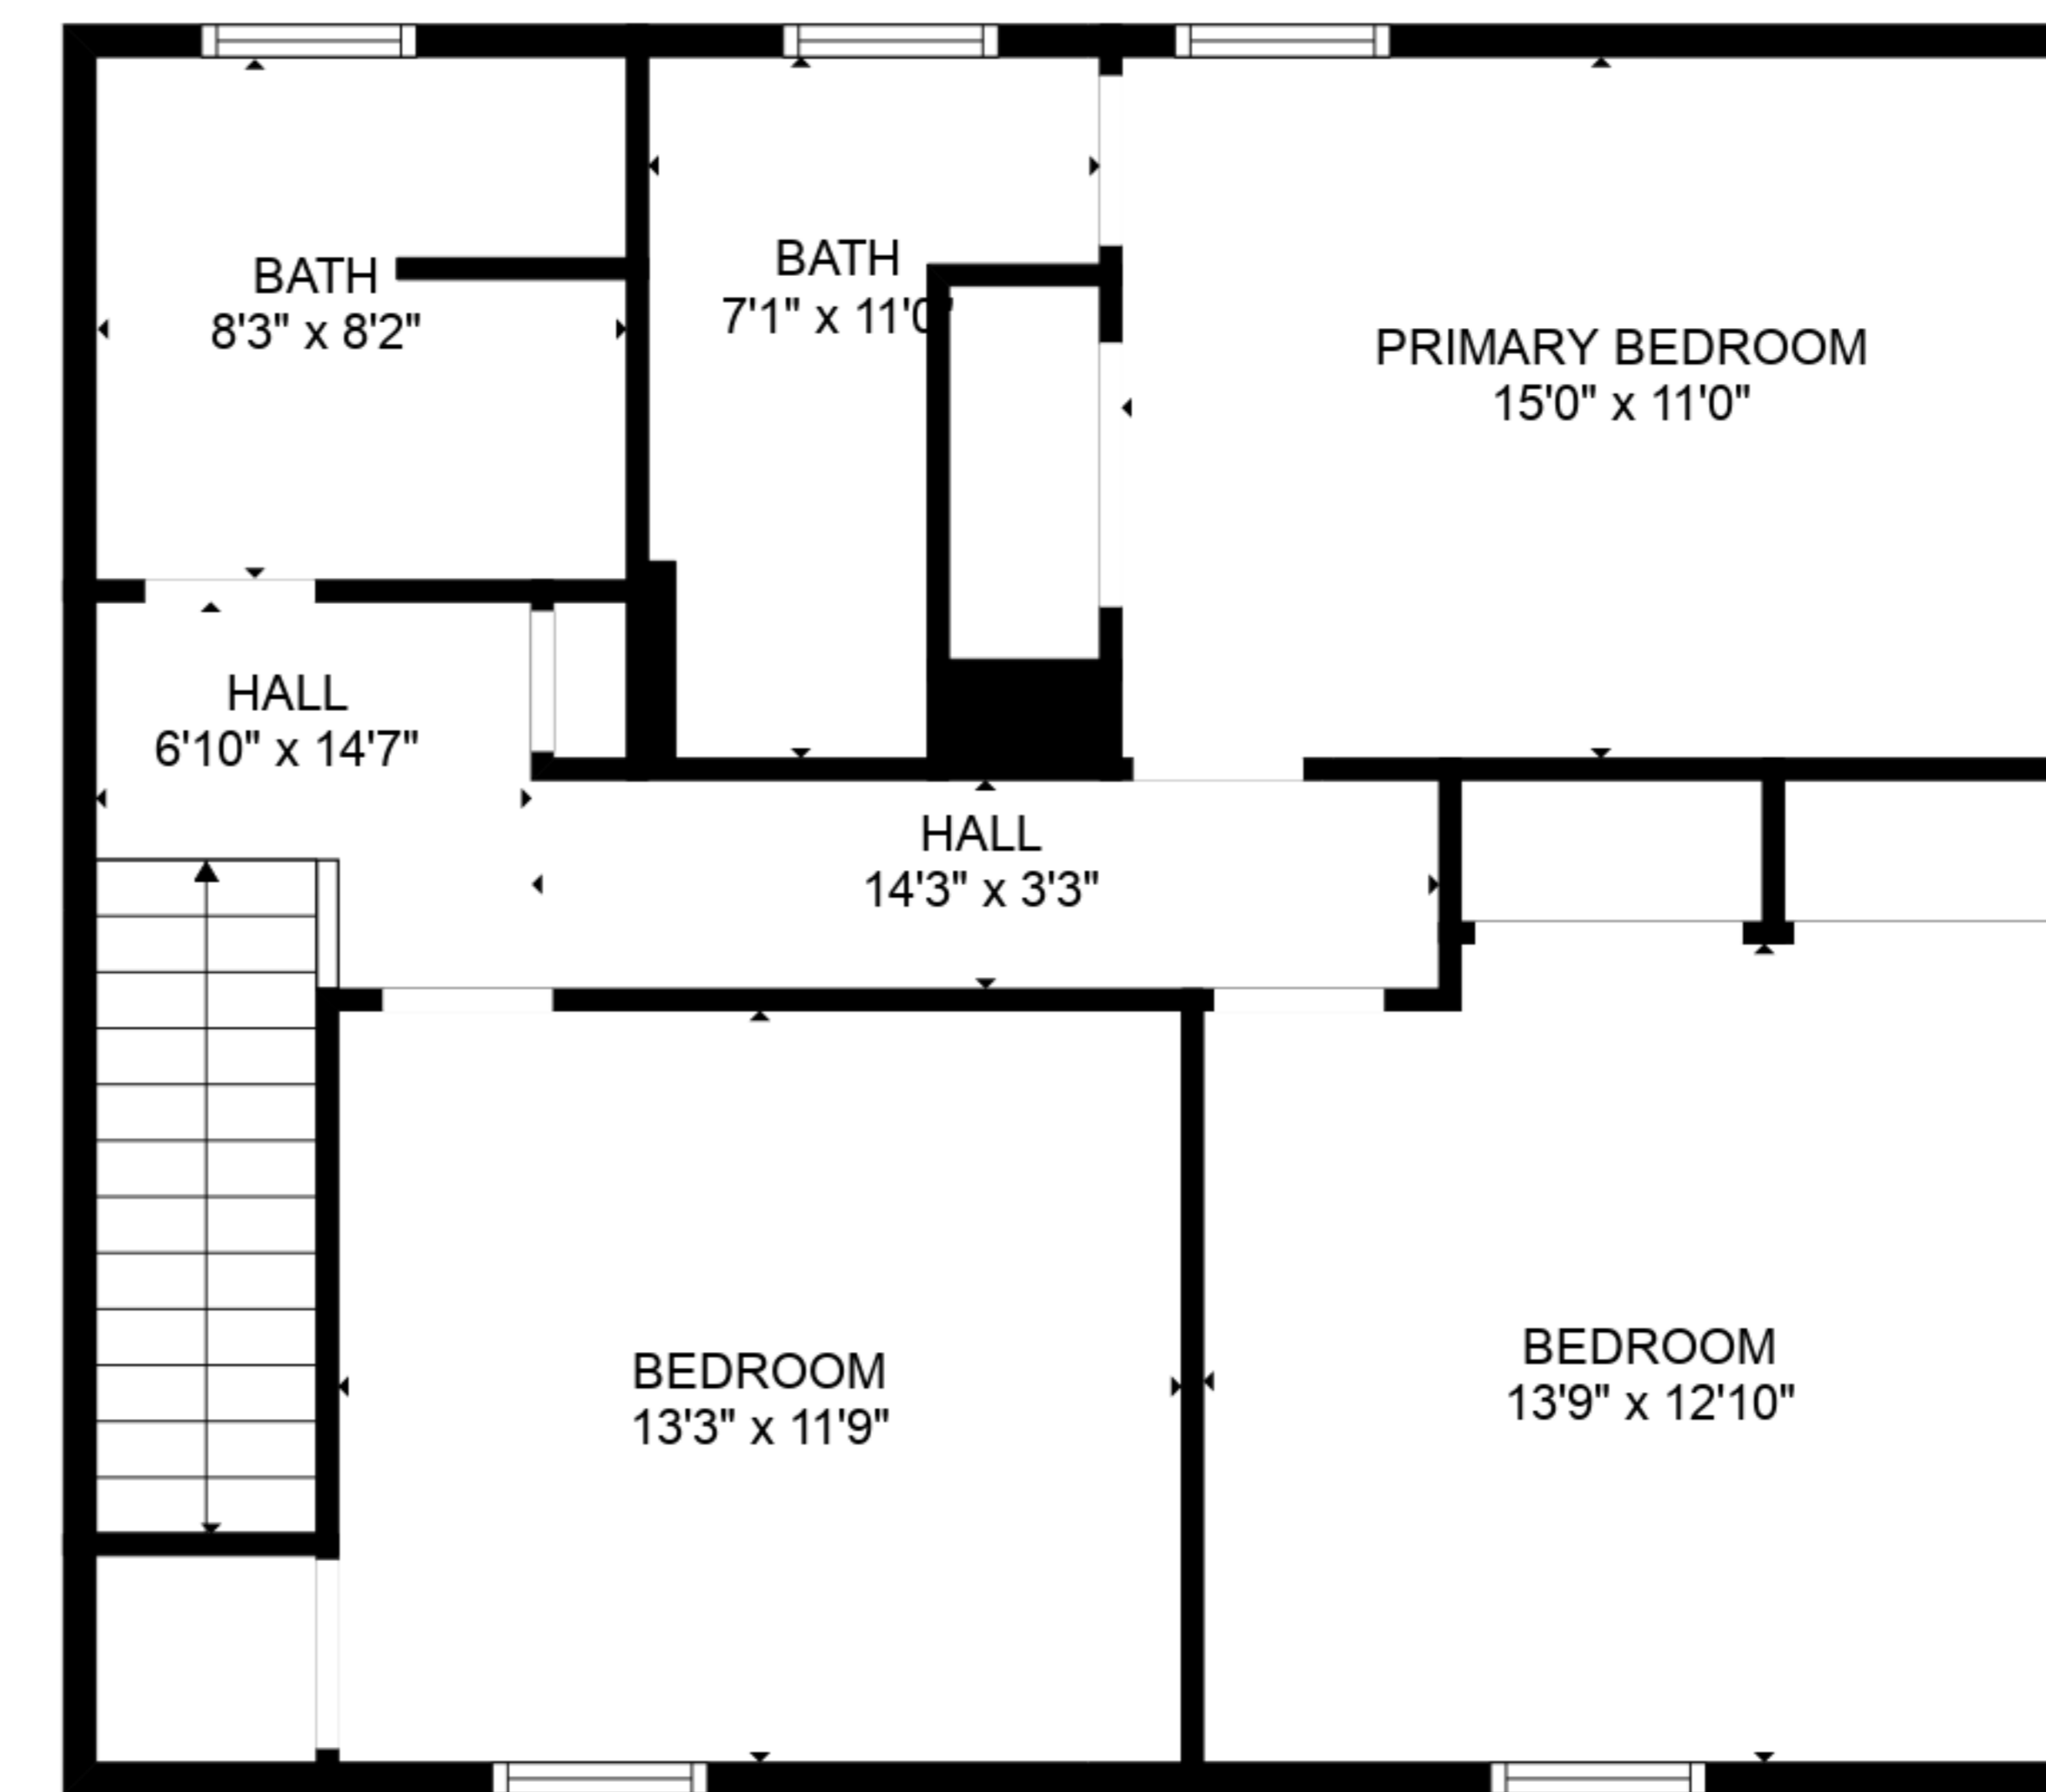 BATH
8'3" x 8'2"
BATH
7'1" x 11'0"
PRIMARY BEDROOM
15'0" x 11'0"
HALL
6'10" x 14'7"
HALL
14'3" x 3'3"
BEDROOM
13'3" x 11'9"
BEDROOM
13'9" x 12'10"